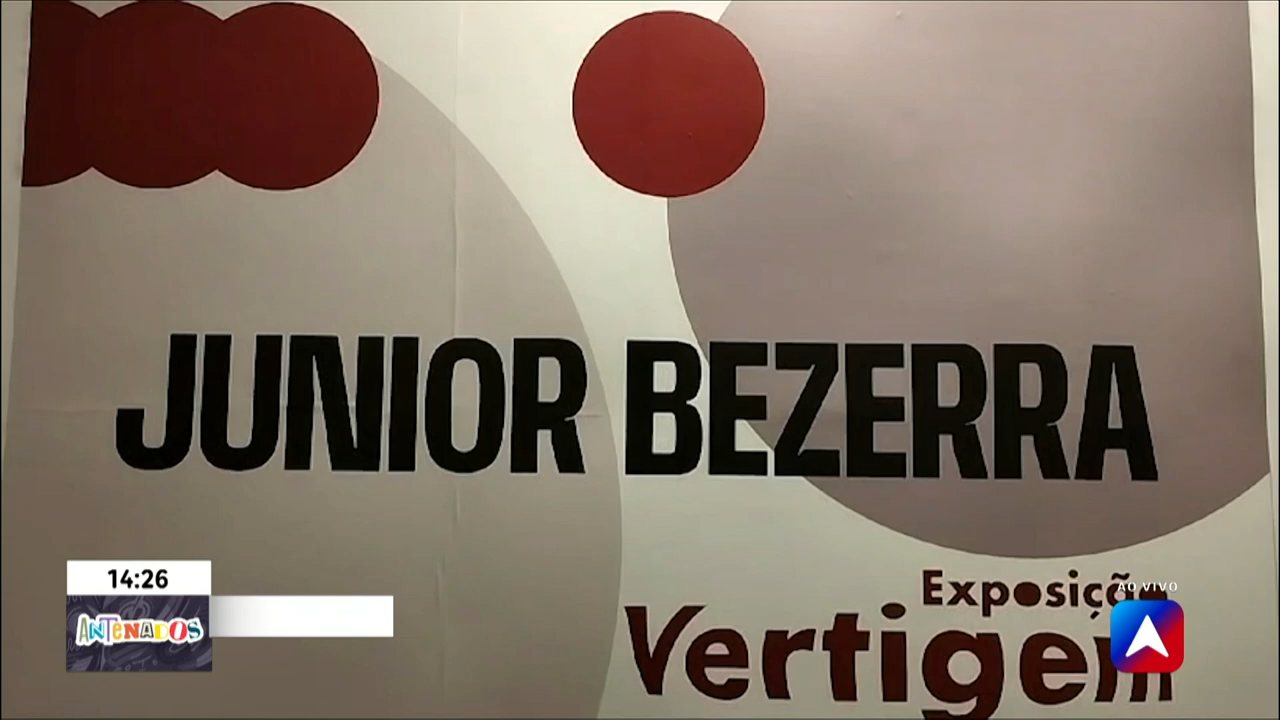 JUNIOR BEZERRA
Exposição
Vertigem
AO VIVO
14:26
ANTENADOS